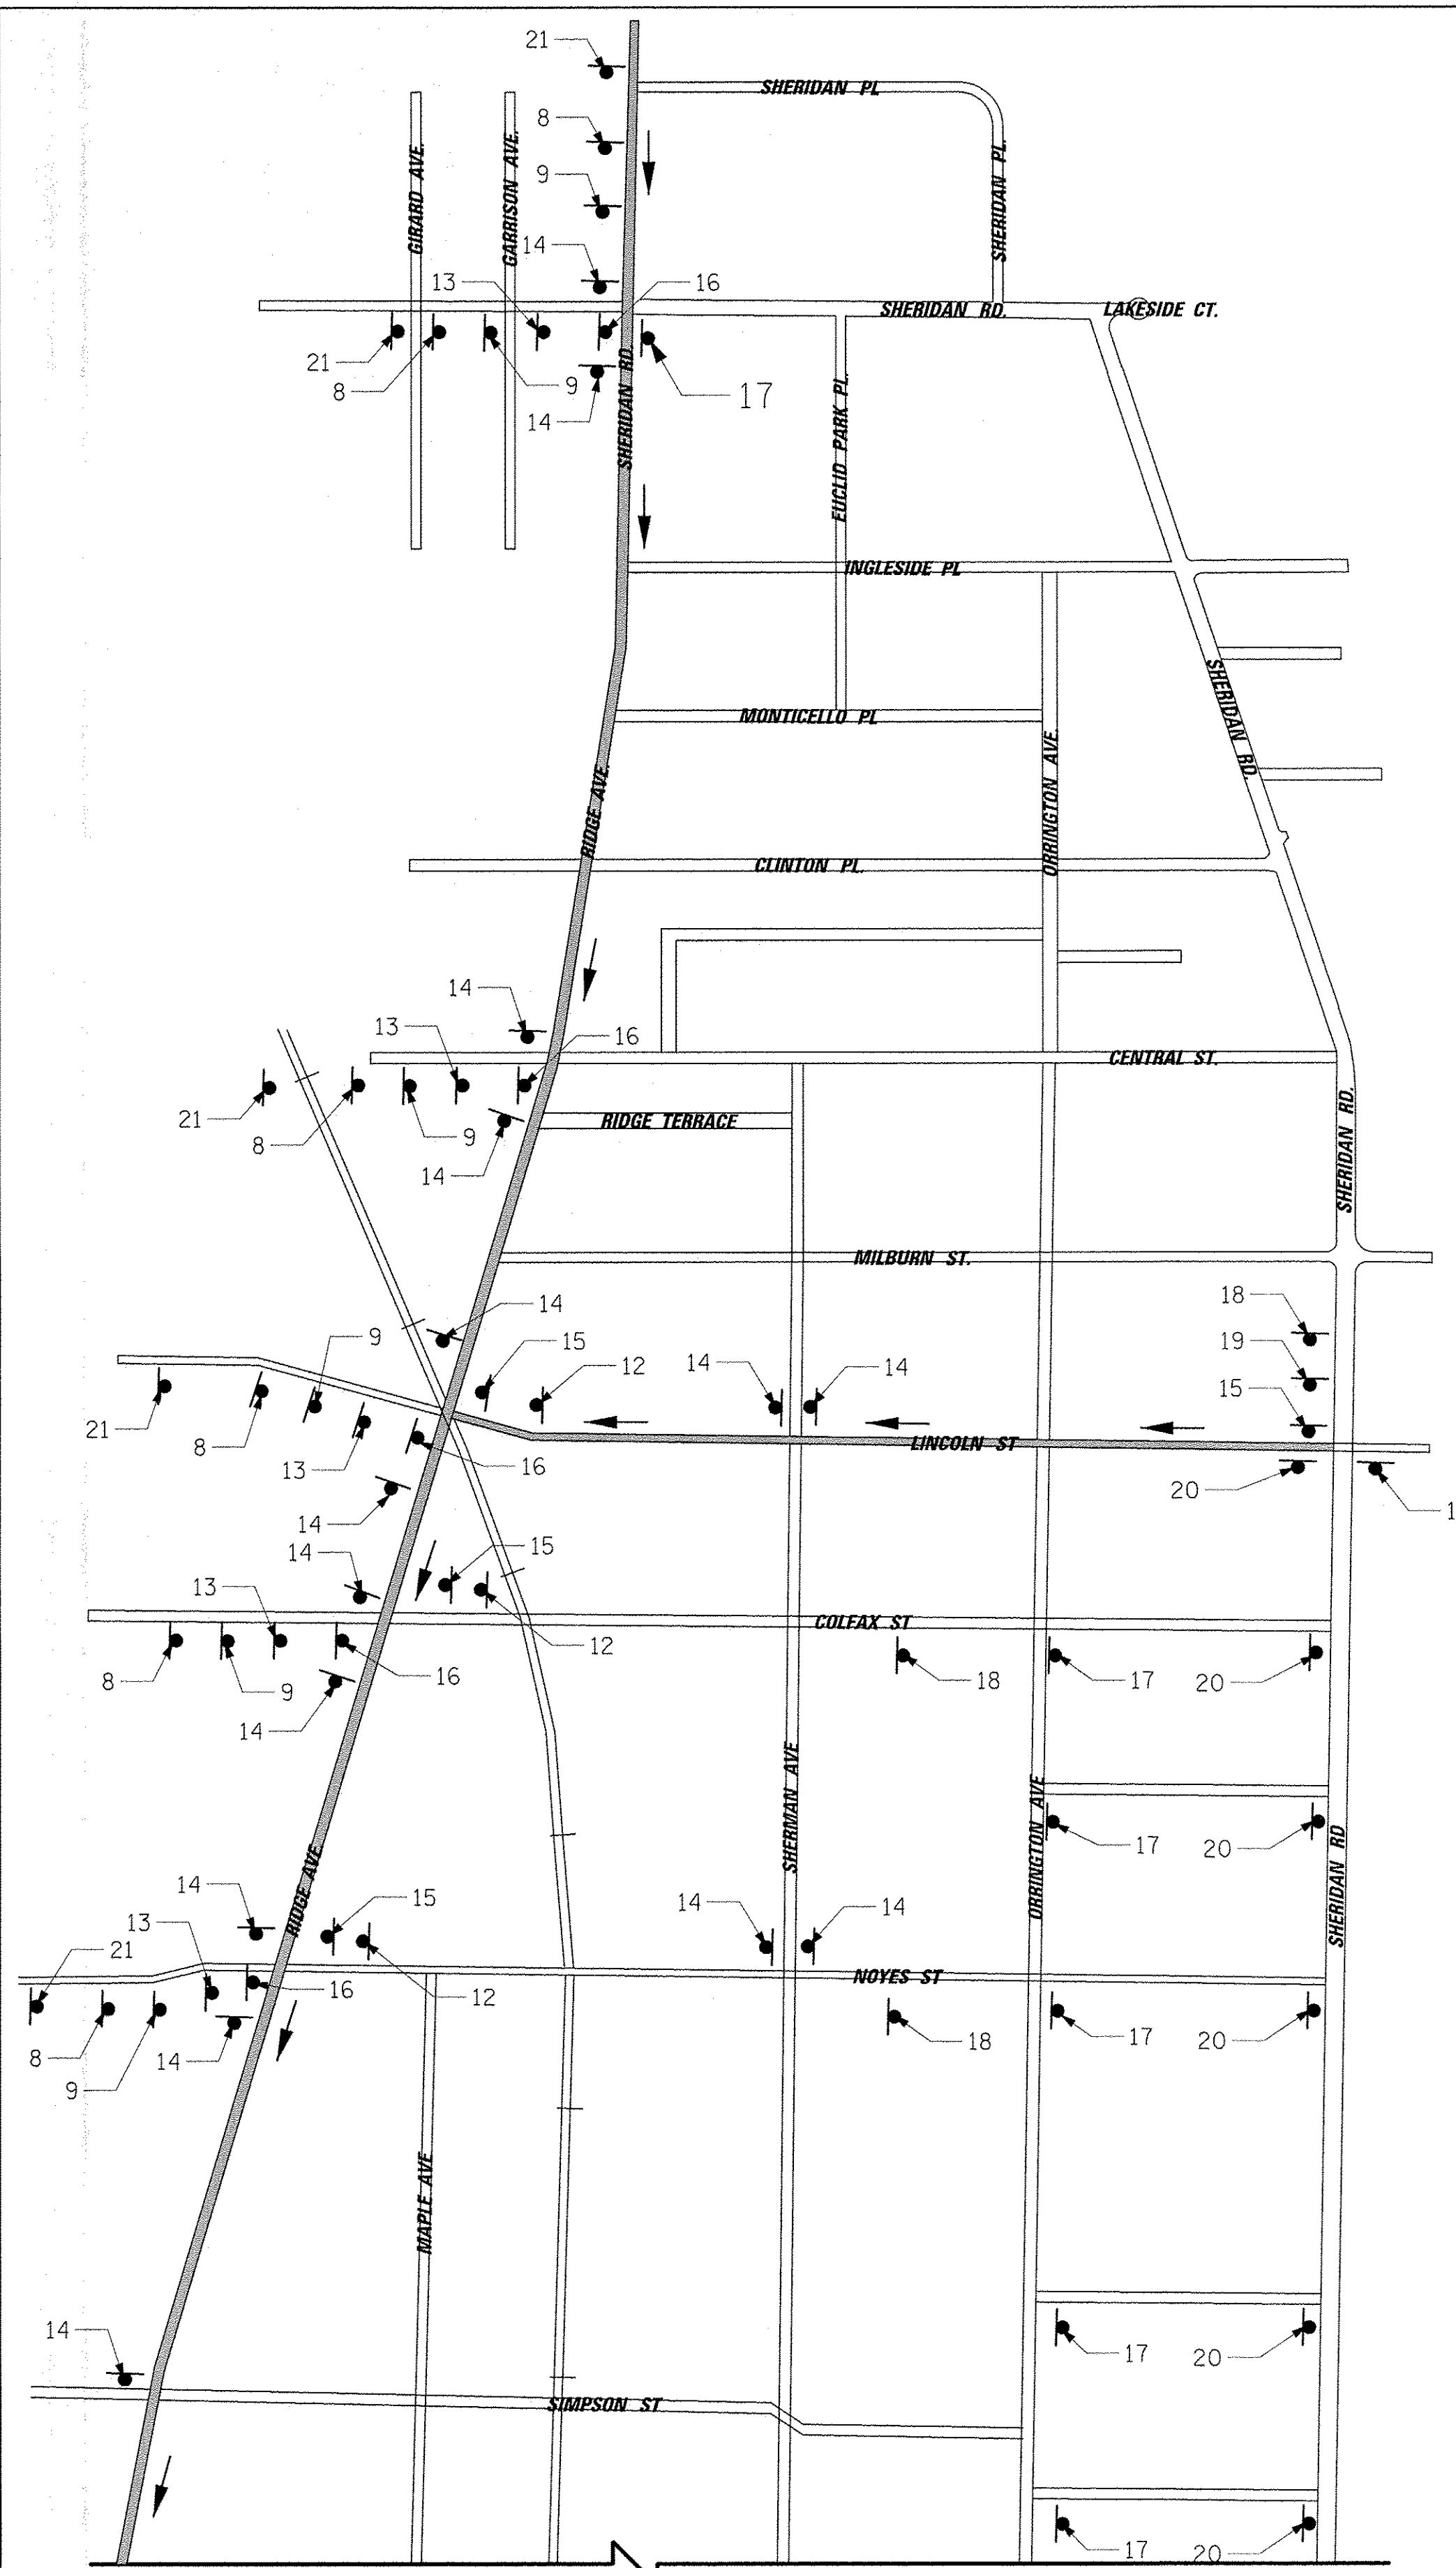 21
SHERIDAN PL
8
GIRARD AVE.
GARRISON AVE.
SHERIDAN PL.
9
14
13
16
SHERIDAN RD.
LAKESIDE CT.
21
8
9
17
14
SHERIDAN RD.
EUCLID PARK PL.
INGLESIDE PL
SHERIDAN RD.
MONTICELLO PL
ORRINGTON AVE.
RIDGE AVE.
CLINTON PL.
14
13
16
CENTRAL ST.
21
8
9
14
RIDGE TERRACE
SHERIDAN RD.
MILBURN ST.
14
18
9
15
12
14
14
19
15
21
8
13
16
LINCOLN ST
20
1
14
14
15
13
12
COLFAX ST
8
9
16
18
17
20
14
SHERMAN AVE
ORRINGTON AVE
17
20
SHERIDAN RD
RIDGE AVE.
14
15
14
14
13
21
NOYES ST
16
12
8
14
18
17
20
9
MAPLE AVE
14
17
20
SIMPSON ST
17
20